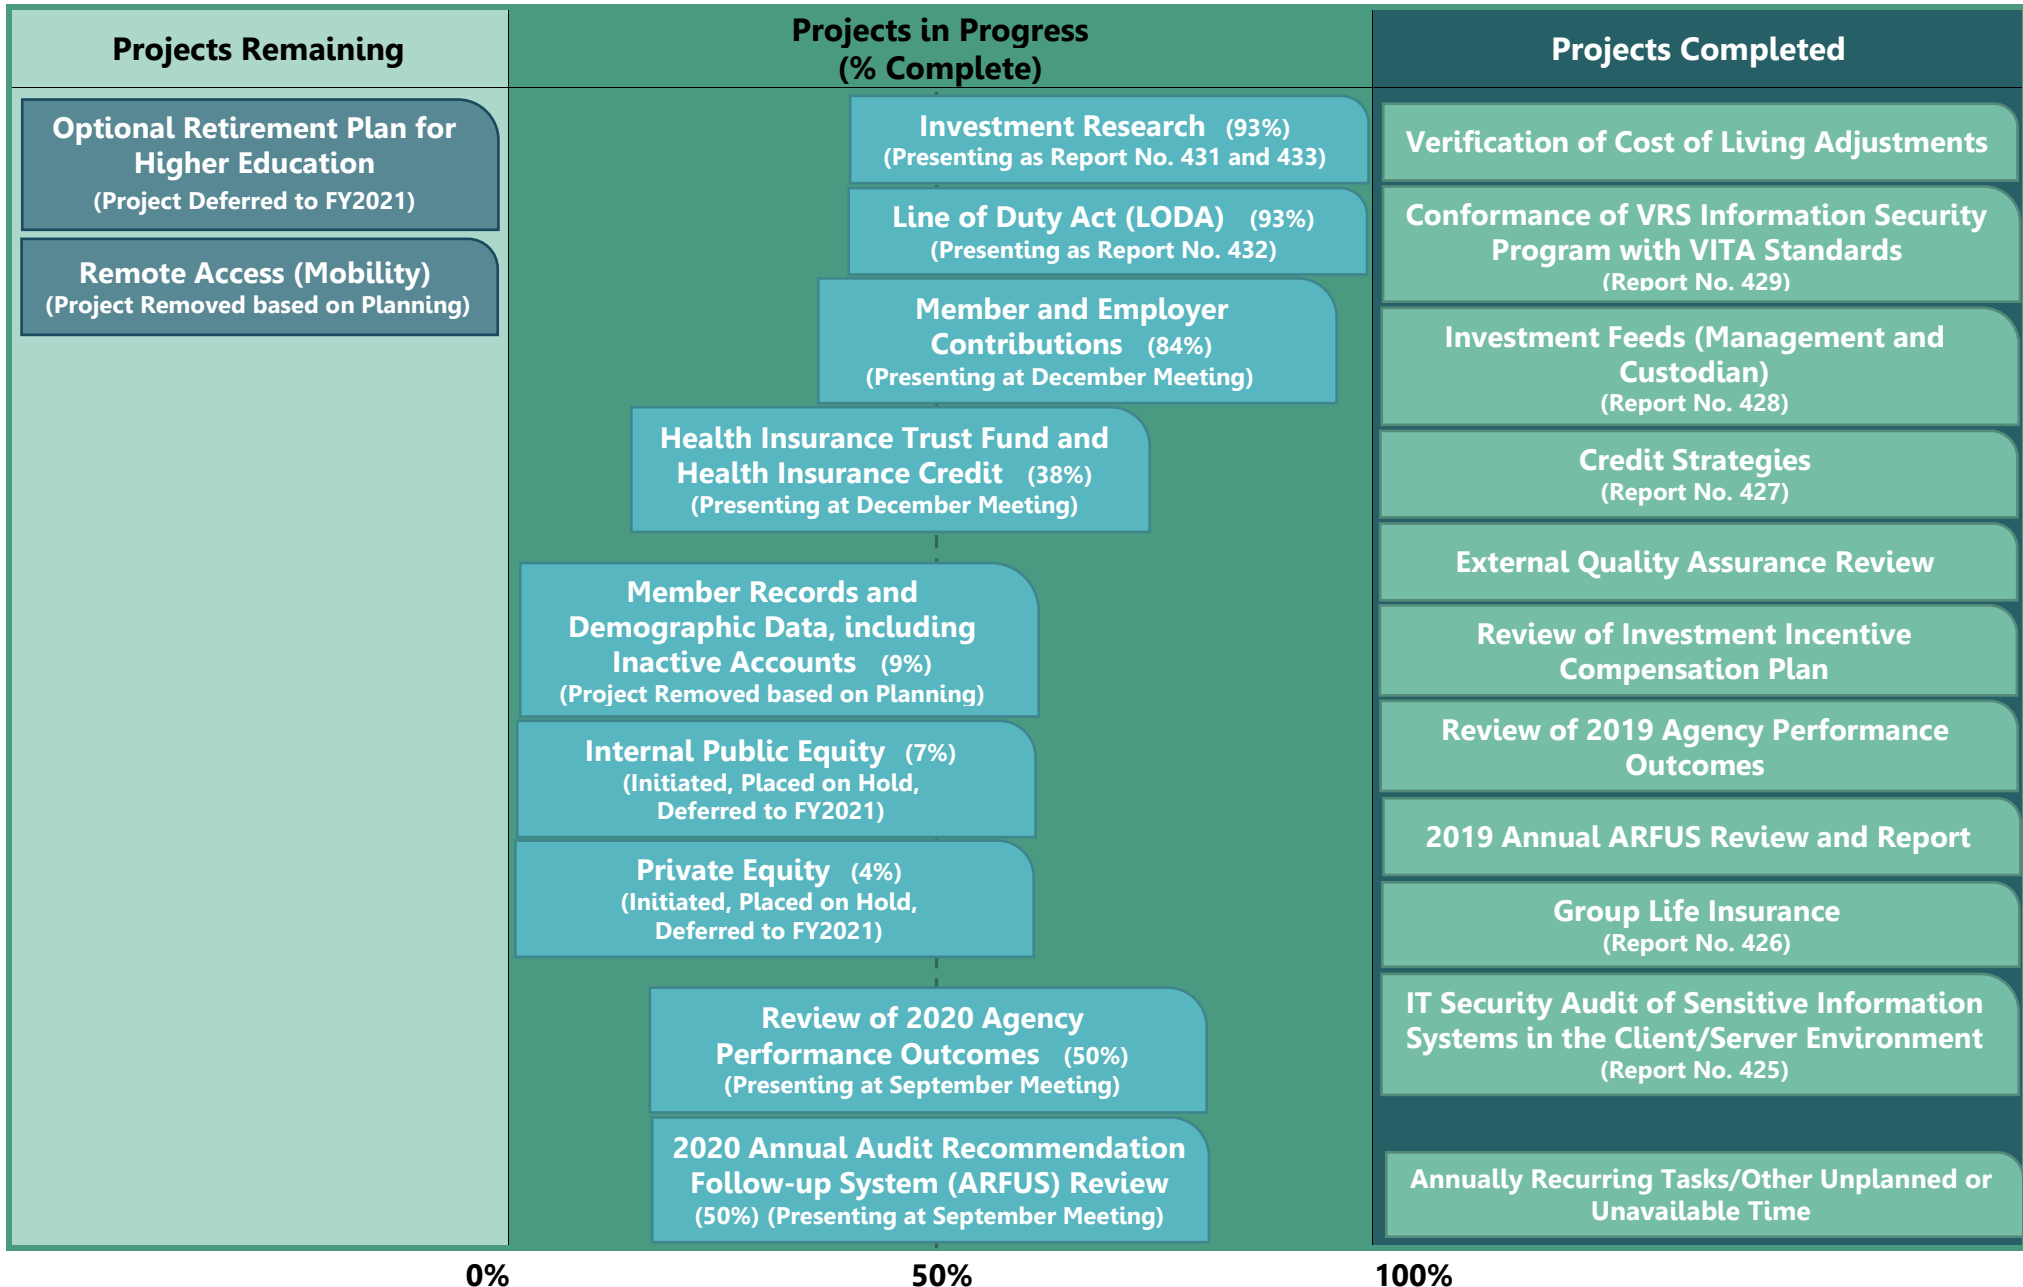 Projects Remaining
Optional Retirement Plan for
Higher Education
(Project Deferred to FY2021)
Remote Access (Mobility)
(Project Removed based on Planning)
Projects in Progress
(% Complete)
Investment Research (93%)
(Presenting as Report No. 431 and 433)
Line of Duty Act (LODA) (93%)
(Presenting as Report No. 432)
Member and Employer
Contributions (84%)
(Presenting at December Meeting)
Health Insurance Trust Fund and
Health Insurance Credit (38%)
(Presenting at December Meeting)
Member Records and
Demographic Data, including
Inactive Accounts (9%)
(Project Removed based on Planning)
Internal Public Equity (7%)
(Initiated, Placed on Hold,
Deferred to FY2021)
Private Equity (4%)
(Initiated, Placed on Hold,
Deferred to FY2021)
Review of 2020 Agency
Performance Outcomes (50%)
(Presenting at September Meeting)
2020 Annual Audit Recommendation
Follow-up System (ARFUS) Review
(50%) (Presenting at September Meeting)
Projects Completed
Verification of Cost of Living Adjustments
Conformance of VRS Information Security
Program with VITA Standards
(Report No. 429)
Investment Feeds (Management and
Custodian)
(Report No. 428)
Credit Strategies
(Report No. 427)
External Quality Assurance Review
Review of Investment Incentive
Compensation Plan
Review of 2019 Agency Performance
Outcomes
2019 Annual ARFUS Review and Report
Group Life Insurance
(Report No. 426)
IT Security Audit of Sensitive Information
Systems in the Client/Server Environment
(Report No. 425)
Annually Recurring Tasks/Other Unplanned or
Unavailable Time
0% 50% 100%